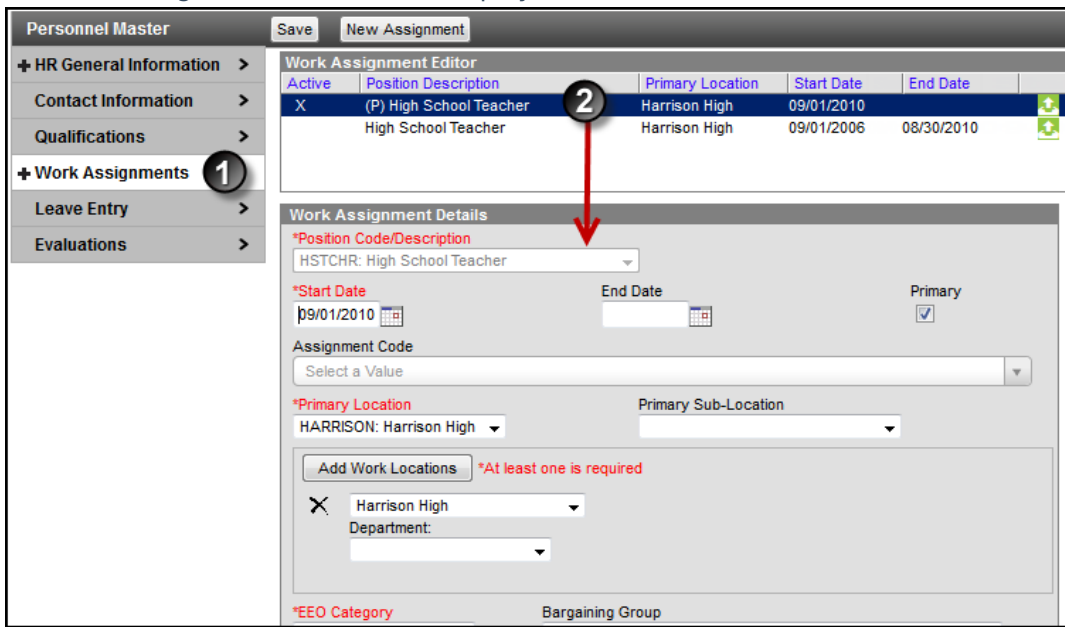 Personnel Master
Save New Assignment
HR General Information >
Contact Information >
Qualifications >
Work Assignments 1
Leave Entry >
Evaluations >
Work Assignment Editor
Active Position Description Primary Location Start Date End Date
X (P) High School Teacher 2 Harrison High 09/01/2010
High School Teacher Harrison High 09/01/2006 08/30/2010
Work Assignment Details
*Position Code/Description
HSTCHR: High School Teacher
*Start Date End Date Primary
09/01/2010
Assignment Code
Select a Value
*Primary Location Primary Sub-Location
HARRISON: Harrison High
Add Work Locations *At least one is required
Harrison High
Department:
*EEO Category Bargaining Group